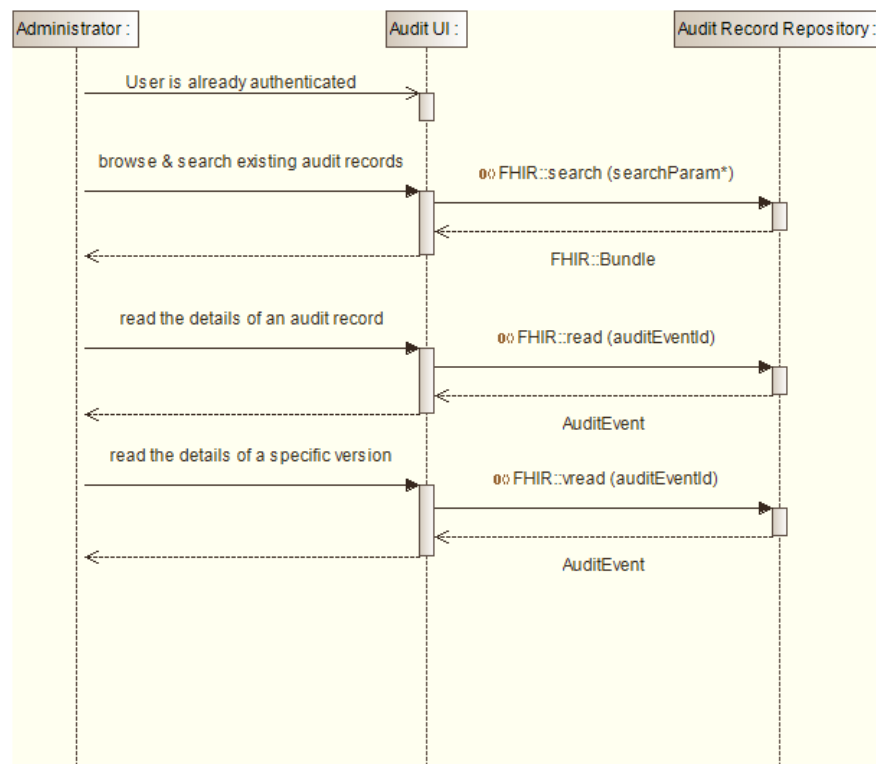 Administrator :
Audit UI :
Audit Record Repository :
User is already authenticated
browse & search existing audit records
FHIR::search (searchParam*)
FHIR::Bundle
read the details of an audit record
FHIR::read (auditEventId)
AuditEvent
read the details of a specific version
FHIR::vread (auditEventId)
AuditEvent